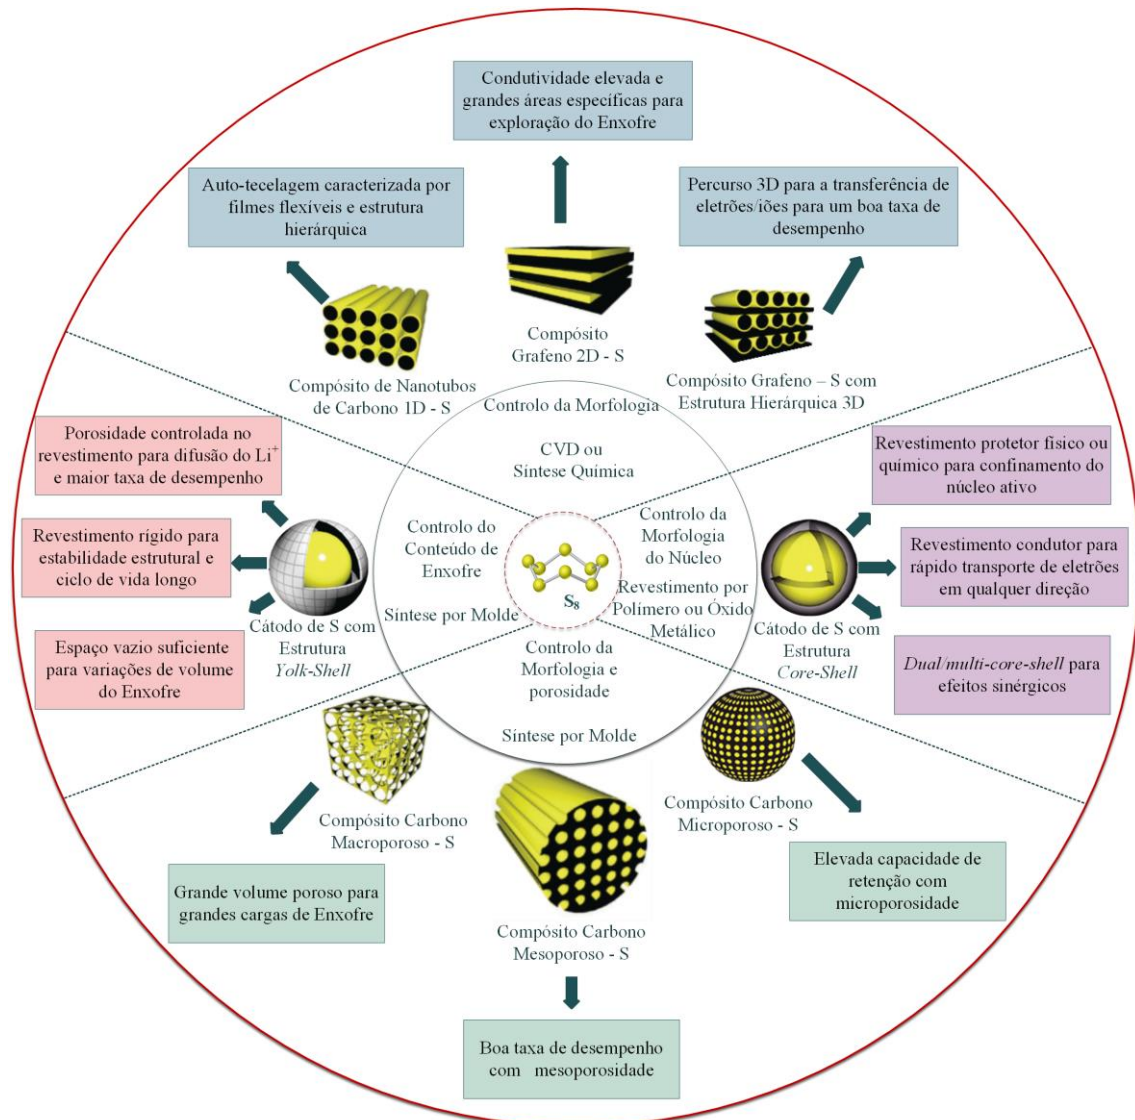 Condutividade elevada e
grandes áreas específicas para
exploração do Enxofre
Auto-tecelagem caracterizada por
filmes flexíveis e estrutura
hierárquica
Percurso 3D para a transferência de
eletrões/iões para um boa taxa de
desempenho
Compósito
Grafeno 2D - S
Compósito de Nanotubos
de Carbono 1D - S
Compósito Grafeno – S com
Estrutura Hierárquica 3D
Controlo da Morfologia
CVD ou
Síntese Química
Porosidade controlada no
revestimento para difusão do Li⁺
e maior taxa de desempenho
Revestimento rígido para
estabilidade estrutural e
ciclo de vida longo
Espaço vazio suficiente
para variações de volume
do Enxofre
Cátodo de S com
Estrutura
Yolk-Shell
Controlo do
Conteúdo de
Enxofre
Síntese por Molde
S₈
Controlo da
Morfologia
do Núcleo
Revestimento por
Polímero ou Óxido
Metálico
Cátodo de S com
Estrutura
Core-Shell
Revestimento protetor físico ou
químico para confinamento do
núcleo ativo
Revestimento condutor para
rápido transporte de eletrões
em qualquer direção
Dual/multi-core-shell para
efeitos sinérgicos
Controlo da
Morfologia e
porosidade
Síntese por Molde
Compósito Carbono
Macroporoso - S
Compósito Carbono
Microporoso - S
Grande volume poroso para
grandes cargas de Enxofre
Elevada capacidade de
retenção com
microporosidade
Compósito Carbono
Mesoporoso - S
Boa taxa de desempenho
com mesoporosidade